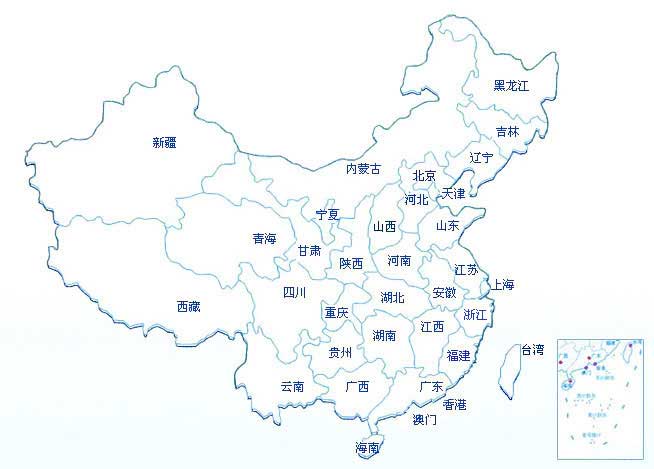 黑龙江
吉林
新疆
辽宁
内蒙古
北京
天津
河北
宁夏
山西
山东
青海
甘肃
陕西
河南
江苏
上海
四川
安徽
西藏
湖北
重庆
浙江
江西
湖南
贵州
福建
台湾
云南
广西
广东
香港
澳门
海南